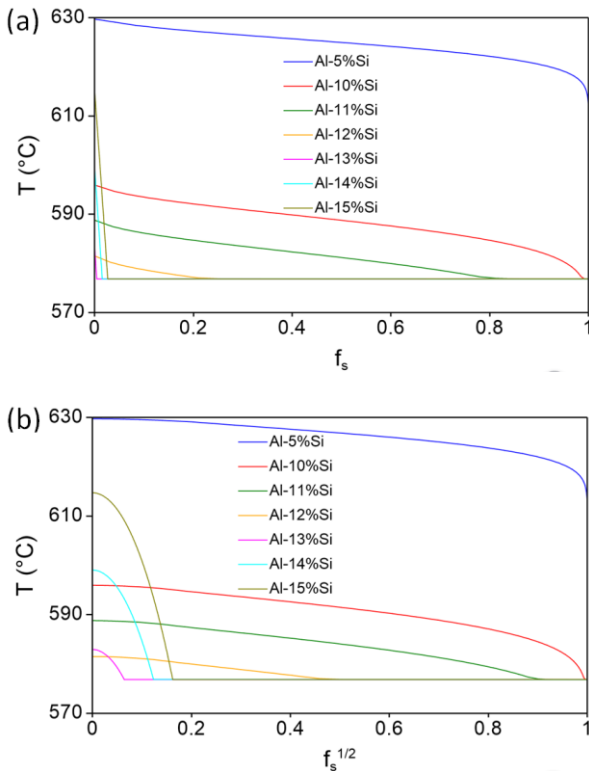 (a)
630
610
590
570
T (°C)
Al-5%Si
Al-10%Si
Al-11%Si
Al-12%Si
Al-13%Si
Al-14%Si
Al-15%Si
0 0.2 0.4 0.6 0.8 1
fs
(b)
630
610
590
570
T (°C)
Al-5%Si
Al-10%Si
Al-11%Si
Al-12%Si
Al-13%Si
Al-14%Si
Al-15%Si
0 0.2 0.4 0.6 0.8 1
fs1/2